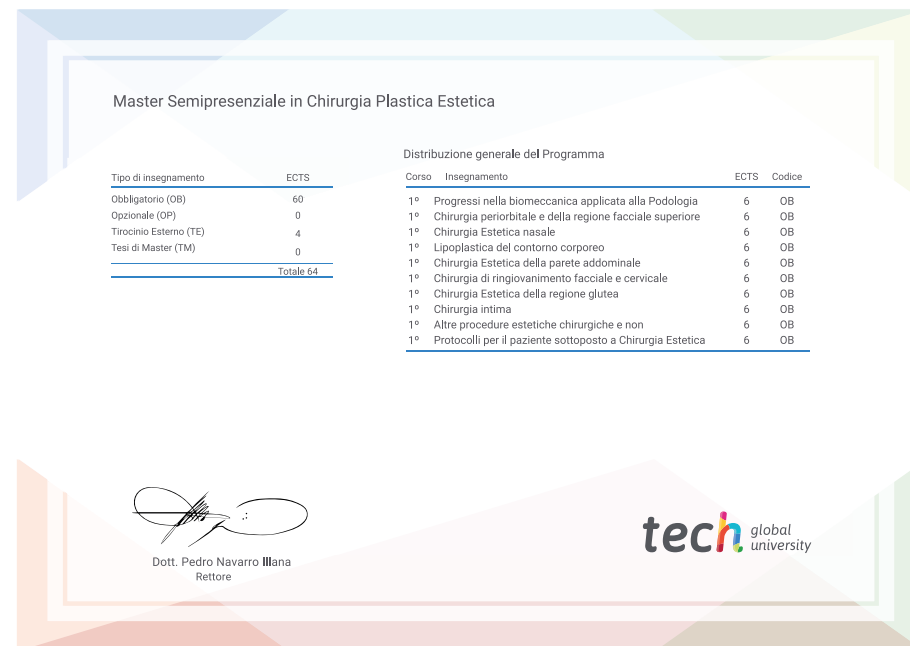 Master Semipresenziale in Chirurgia Plastica Estetica
Tipo di insegnamento ECTS
Obbligatorio (OB) 60
Opzionale (OP) 0
Tirocinio Esterno (TE) 4
Tesi di Master (TM) 0
Totale 64
Distribuzione generale del Programma
Corso Insegnamento ECTS Codice
1º Progressi nella biomeccanica applicata alla Podologia 6 OB
1º Chirurgia periorbitale e della regione facciale superiore 6 OB
1º Chirurgia Estetica nasale 6 OB
1º Lipoplastica del contorno corporeo 6 OB
1º Chirurgia Estetica della parete addominale 6 OB
1º Chirurgia di ringiovanimento facciale e cervicale 6 OB
1º Chirurgia Estetica della regione glutea 6 OB
1º Chirurgia intima 6 OB
1º Altre procedure estetiche chirurgiche e non 6 OB
1º Protocolli per il paziente sottoposto a Chirurgia Estetica 6 OB
Dott. Pedro Navarro Illana
Rettore
tech global
university